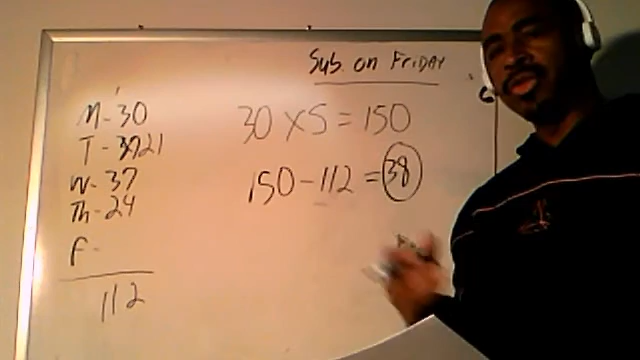 Sub. on Friday
M - 30
T - 21
W - 37
Th - 24
F -
112
30 x 5 = 150
150 - 112 = 38